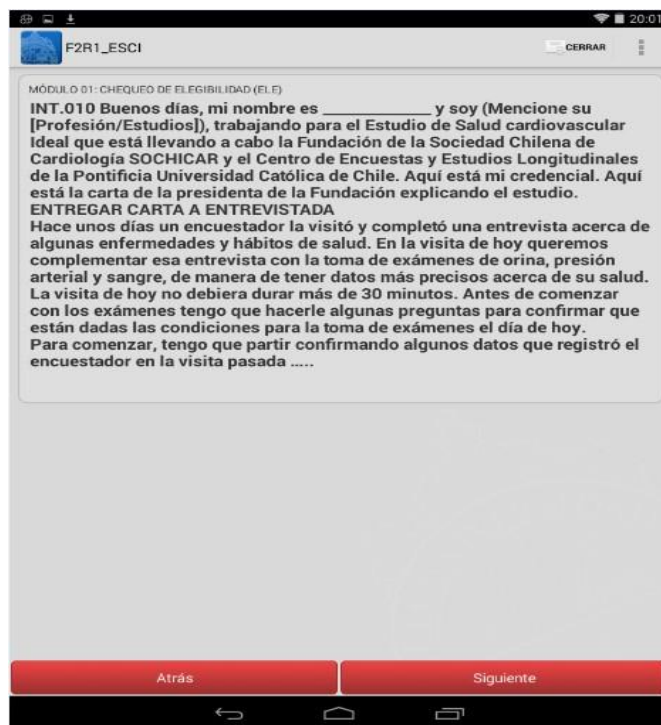 20:01
F2R1_ESCI
CERRAR
MÓDULO 01: CHEQUEO DE ELEGIBILIDAD (ELE)
INT.010 Buenos días, mi nombre es _____________ y soy (Mencione su
[Profesión/Estudios]), trabajando para el Estudio de Salud cardiovascular
Ideal que está llevando a cabo la Fundación de la Sociedad Chilena de
Cardiología SOCHICAR y el Centro de Encuestas y Estudios Longitudinales
de la Pontificia Universidad Católica de Chile. Aquí está mi credencial. Aquí
está la carta de la presidenta de la Fundación explicando el estudio.
ENTREGAR CARTA A ENTREVISTADA
Hace unos días un encuestador la visitó y completó una entrevista acerca de
algunas enfermedades y hábitos de salud. En la visita de hoy queremos
complementar esa entrevista con la toma de exámenes de orina, presión
arterial y sangre, de manera de tener datos más precisos acerca de su salud.
La visita de hoy no debiera durar más de 30 minutos. Antes de comenzar
con los exámenes tengo que hacerle algunas preguntas para confirmar que
están dadas las condiciones para la toma de exámenes el día de hoy.
Para comenzar, tengo que partir confirmando algunos datos que registró el
encuestador en la visita pasada .....
Atrás
Siguiente